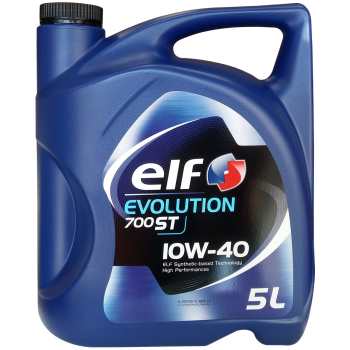 elf
EVOLUTION
700ST
10W-40
ELF Synthetic-based Technology
High Performances
5L